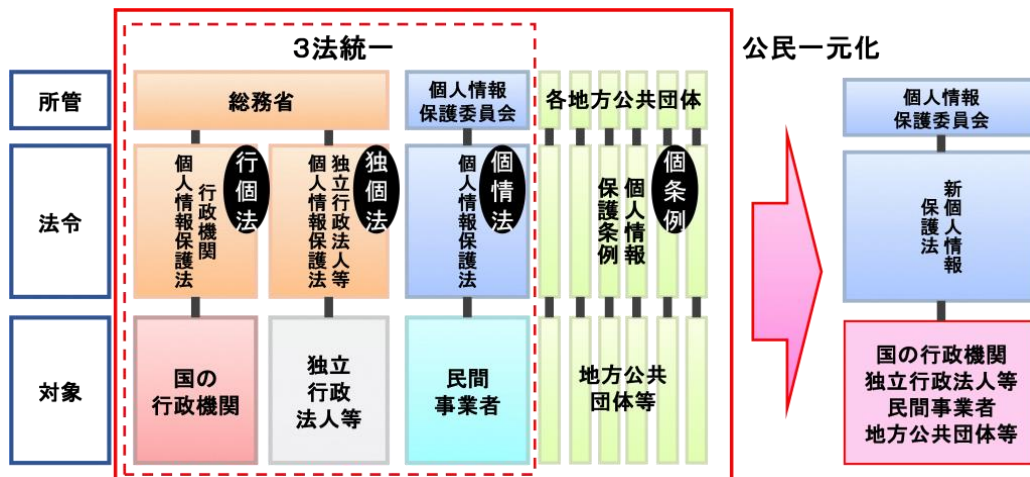 3法統一
公民一元化
所管
総務省
個人情報
保護委員会
各地方公共団体
個人情報
保護委員会
法令
行政機関
個人情報保護法
行個法
独立行政法人等
個人情報保護法
独個法
個人情報保護法
個情法
個人情報
保護条例
個条例
新個人情報
保護法
対象
国の
行政機関
独立
行政
法人等
民間
事業者
地方公共
団体等
国の行政機関
独立行政法人等
民間事業者
地方公共団体等